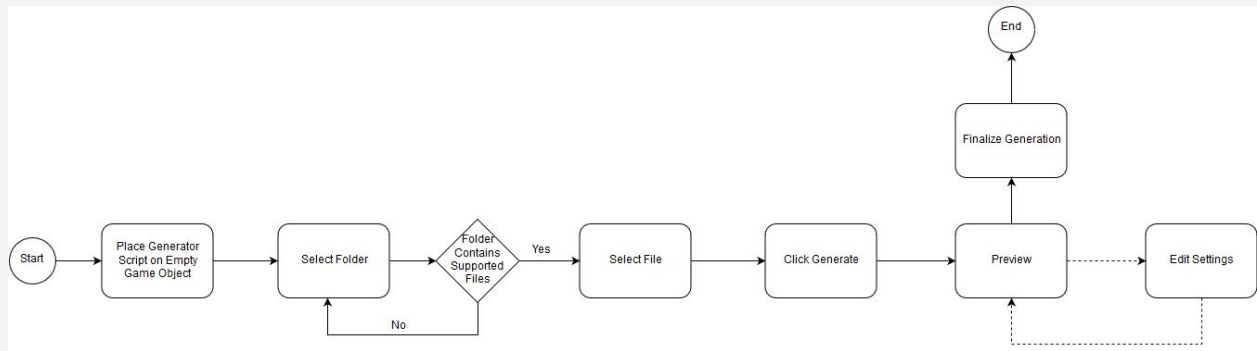 End
Finalize Generation
Start
Place Generator
Script on Empty
Game Object
Select Folder
Folder
Contains
Supported
Files
Yes
No
Select File
Click Generate
Preview
Edit Settings